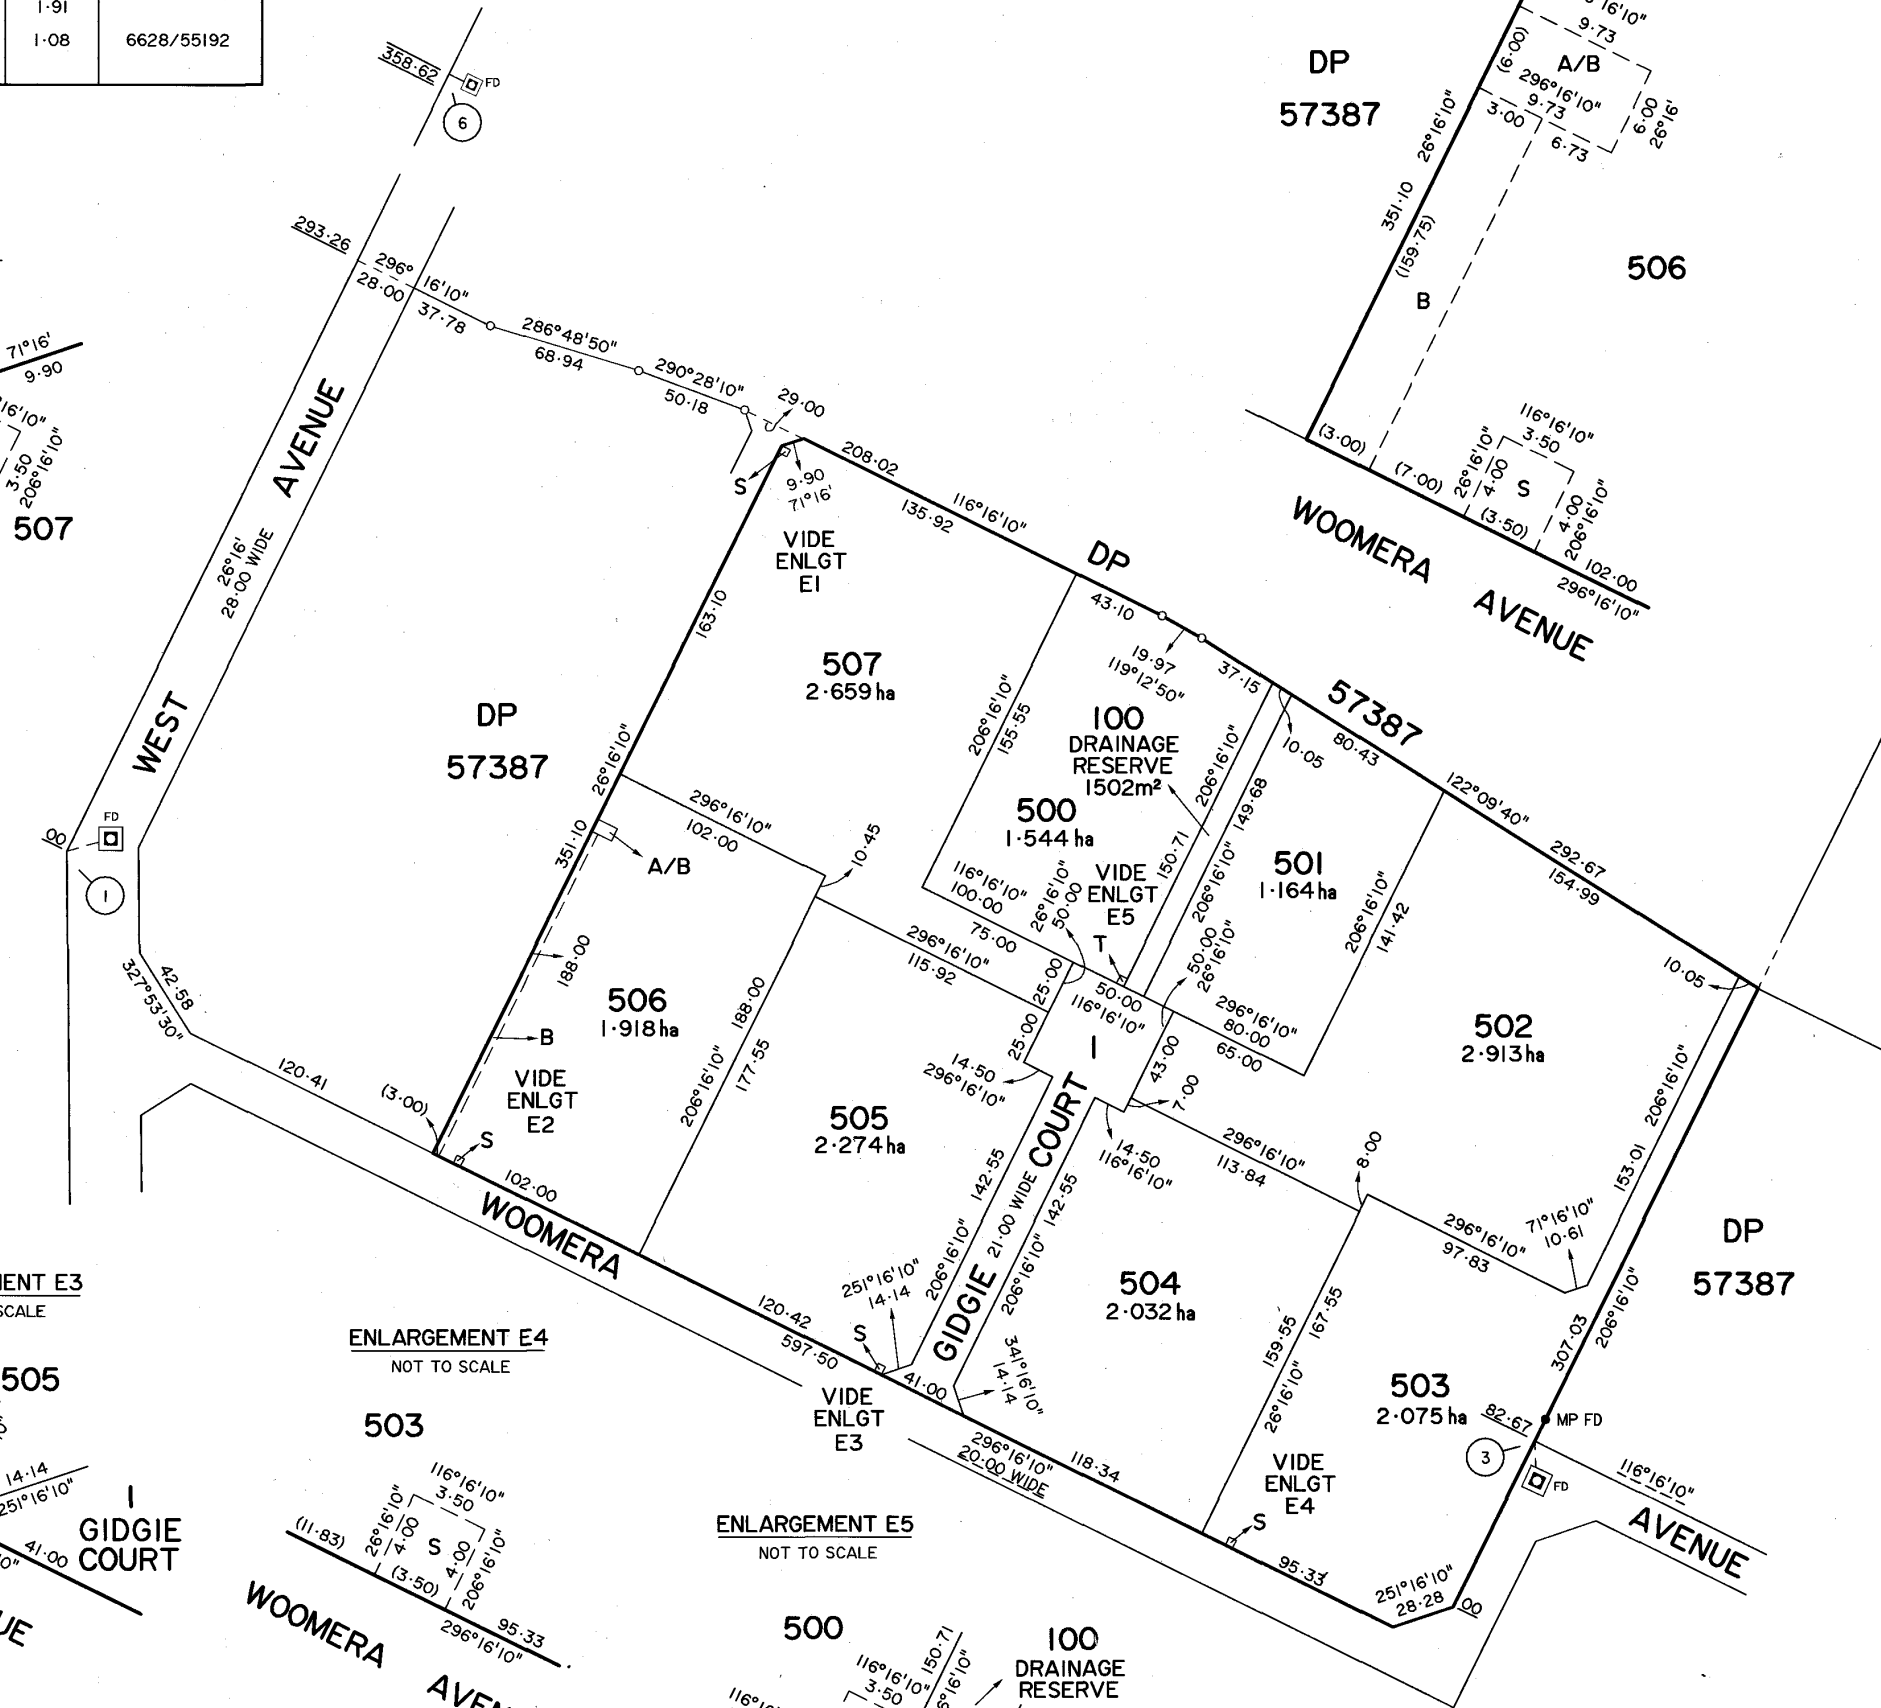 1·91
1·08
6628/55192
358·62
FD
6
293·26
296°
16'10"
28·00
37·78
286°48'50"
68·94
290°28'10"
50·18
29·00
71°16'
9·90
3·50
206°16'10"
507
WEST AVENUE
26°16'
28·00 WIDE
DP
57387
S
9·90
71°16'
VIDE
ENLGT
E1
208·02
135·92
116°16'10"
DP
57387
43·10
19·97
119°12'50"
37·15
10·05
80·43
122°09'40"
292·67
154·99
10·05
163·10
26°16'10"
351·10
507
2·659 ha
206°16'10"
155·55
296°16'10"
102·00
10·45
A/B
188·00
B
506
1·918 ha
VIDE
ENLGT
E2
206°16'10"
177·55
188·00
500
1·544 ha
100
DRAINAGE
RESERVE
1502m²
206°16'10"
150·71
149·68
206°16'10"
VIDE
ENLGT
E5
T
116°16'10"
100·00
75·00
26°16'10"
50·00
296°16'10"
115·92
25·00
25·00
50·00
116°16'10"
501
1·164 ha
206°16'10"
141·42
50·00
26°16'10"
296°16'10"
80·00
65·00
502
2·913 ha
206°16'10"
153·01
71°16'10"
10·61
14·50
296°16'10"
43·00
7·00
14·50
116°16'10"
1
GIDGIE COURT
21·00 WIDE
505
2·274 ha
142·55
206°16'10"
142·55
206°16'10"
251°16'10"
14·14
341°16'10"
14·14
296°16'10"
113·84
8·00
296°16'10"
97·83
504
2·032 ha
159·55
167·55
26°16'10"
503
2·075 ha
VIDE
ENLGT
E4
S
307·03
206°16'10"
DP
57387
82·67
MP FD
3
FD
116°16'10"
AVENUE
251°16'10"
28·28
00
95·33
118·34
296°16'10"
20·00 WIDE
41·00
S
VIDE
ENLGT
E3
120·42
597·50
WOOMERA
102·00
S
(3·00)
120·41
42·58
327°53'30"
00
FD
1
DP
57387
16'10"
9·73
(6·00)
A/B
296°16'10"
9·73
3·00
6·73
6·00
26°16'
26°16'10"
351·10
(159·75)
B
506
(3·00)
(7·00)
26°16'10"
4·00
116°16'10"
3·50
S
(3·50)
4·00
206°16'10"
102·00
296°16'10"
WOOMERA AVENUE
505
14·14
251°16'10"
1
GIDGIE
COURT
41·00
ENLARGEMENT E4
NOT TO SCALE
503
(11·83)
26°16'10"
4·00
116°16'10"
3·50
S
(3·50)
4·00
206°16'10"
95·33
296°16'10"
WOOMERA
ENLARGEMENT E5
NOT TO SCALE
500
116°16'10"
3·50
150·71
100
DRAINAGE
RESERVE